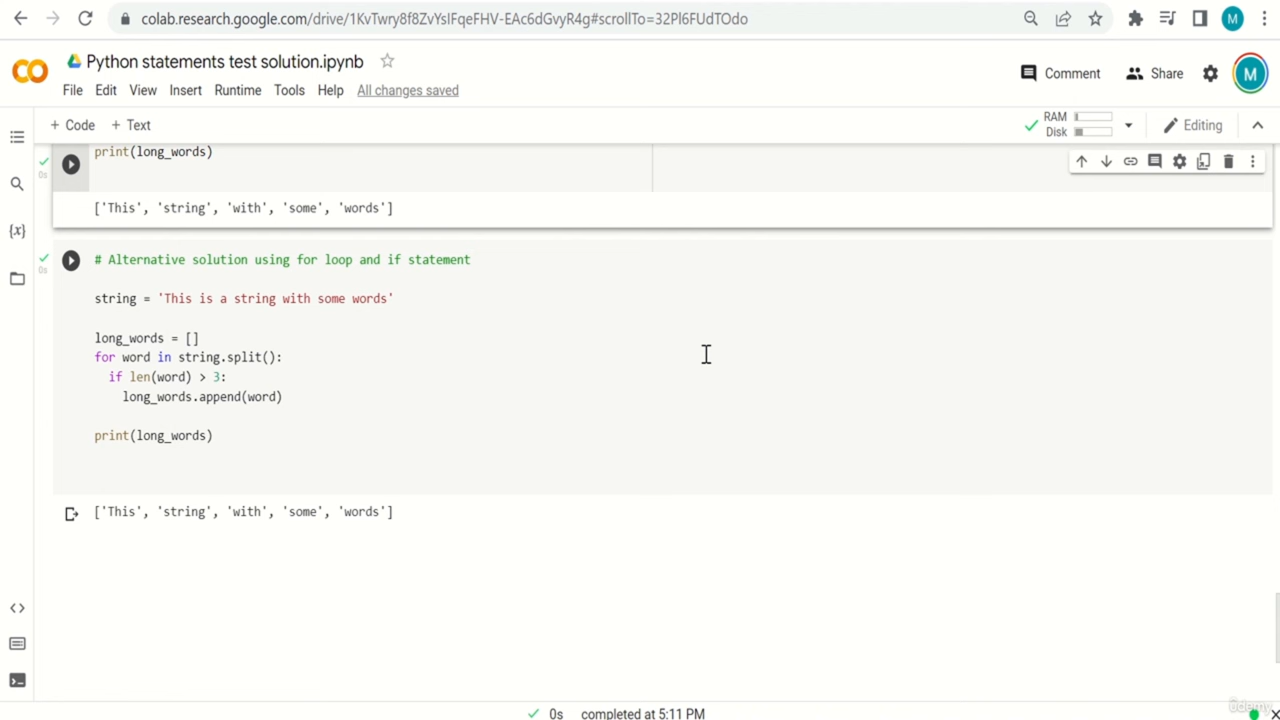 colab.research.google.com/drive/1KvTwry8f8ZvYsIFqeFHV-EAc6dGvyR4g#scrollTo=32Pl6FUdTOdo
M
CO
Python statements test solution.ipynb
Comment
Share
M
File Edit View Insert Runtime Tools Help All changes saved
+ Code + Text
RAM
Disk
Editing
print(long_words)
0s
['This', 'string', 'with', 'some', 'words']
{x}
# Alternative solution using for loop and if statement
0s
string = 'This is a string with some words'
long_words = []
for word in string.split():
if len(word) > 3:
long_words.append(word)
print(long_words)
['This', 'string', 'with', 'some', 'words']
0s completed at 5:11 PM
udemy